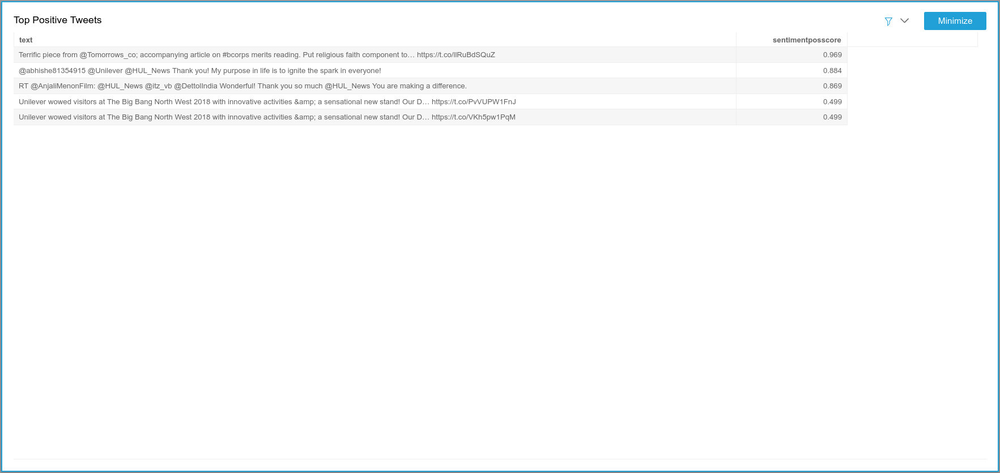 Top Positive Tweets
Minimize
text sentimentposscore
Terrific piece from @Tomorrows_co; accompanying article on #bcorps merits reading. Put religious faith component to… https://t.co/llRuBdSQuZ 0.969
@abhishe81354915 @Unilever @HUL_News Thank you! My purpose in life is to ignite the spark in everyone! 0.884
RT @AnjaliMenonFilm: @HUL_News @itz_vb @DettolIndia Wonderful! Thank you so much @HUL_News You are making a difference. 0.869
Unilever wowed visitors at The Big Bang North West 2018 with innovative activities &amp; a sensational new stand! Our D… https://t.co/PvVUPW1FnJ 0.499
Unilever wowed visitors at The Big Bang North West 2018 with innovative activities &amp; a sensational new stand! Our D… https://t.co/VKh5pw1PqM 0.499